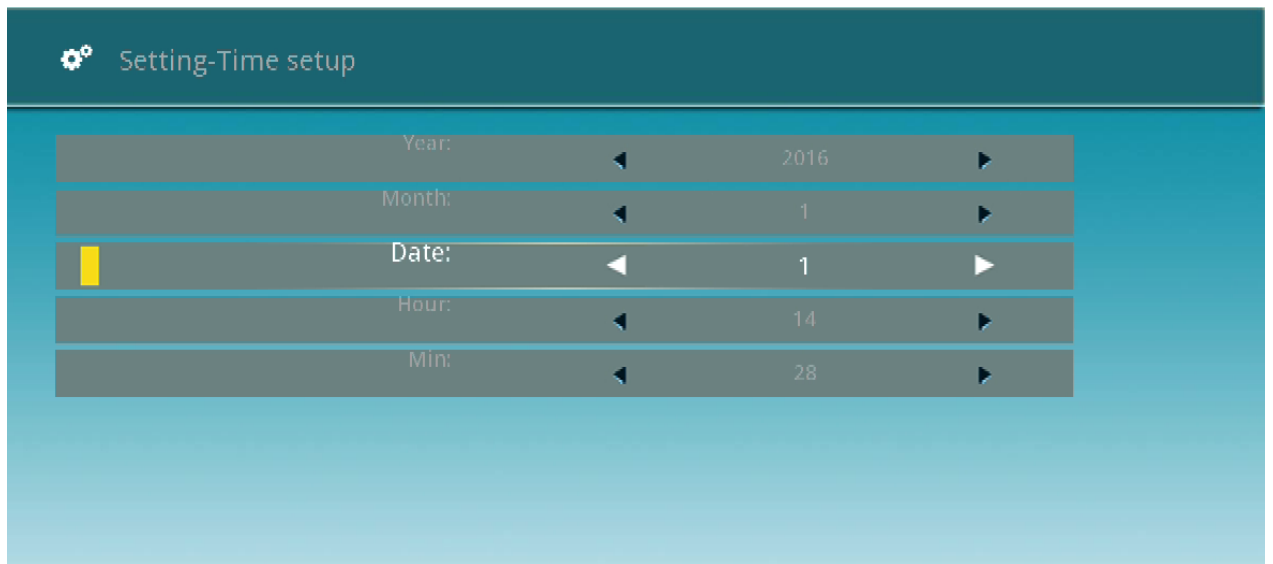 Setting-Time setup
Year: 2016
Month: 1
Date: 1
Hour: 14
Min: 28